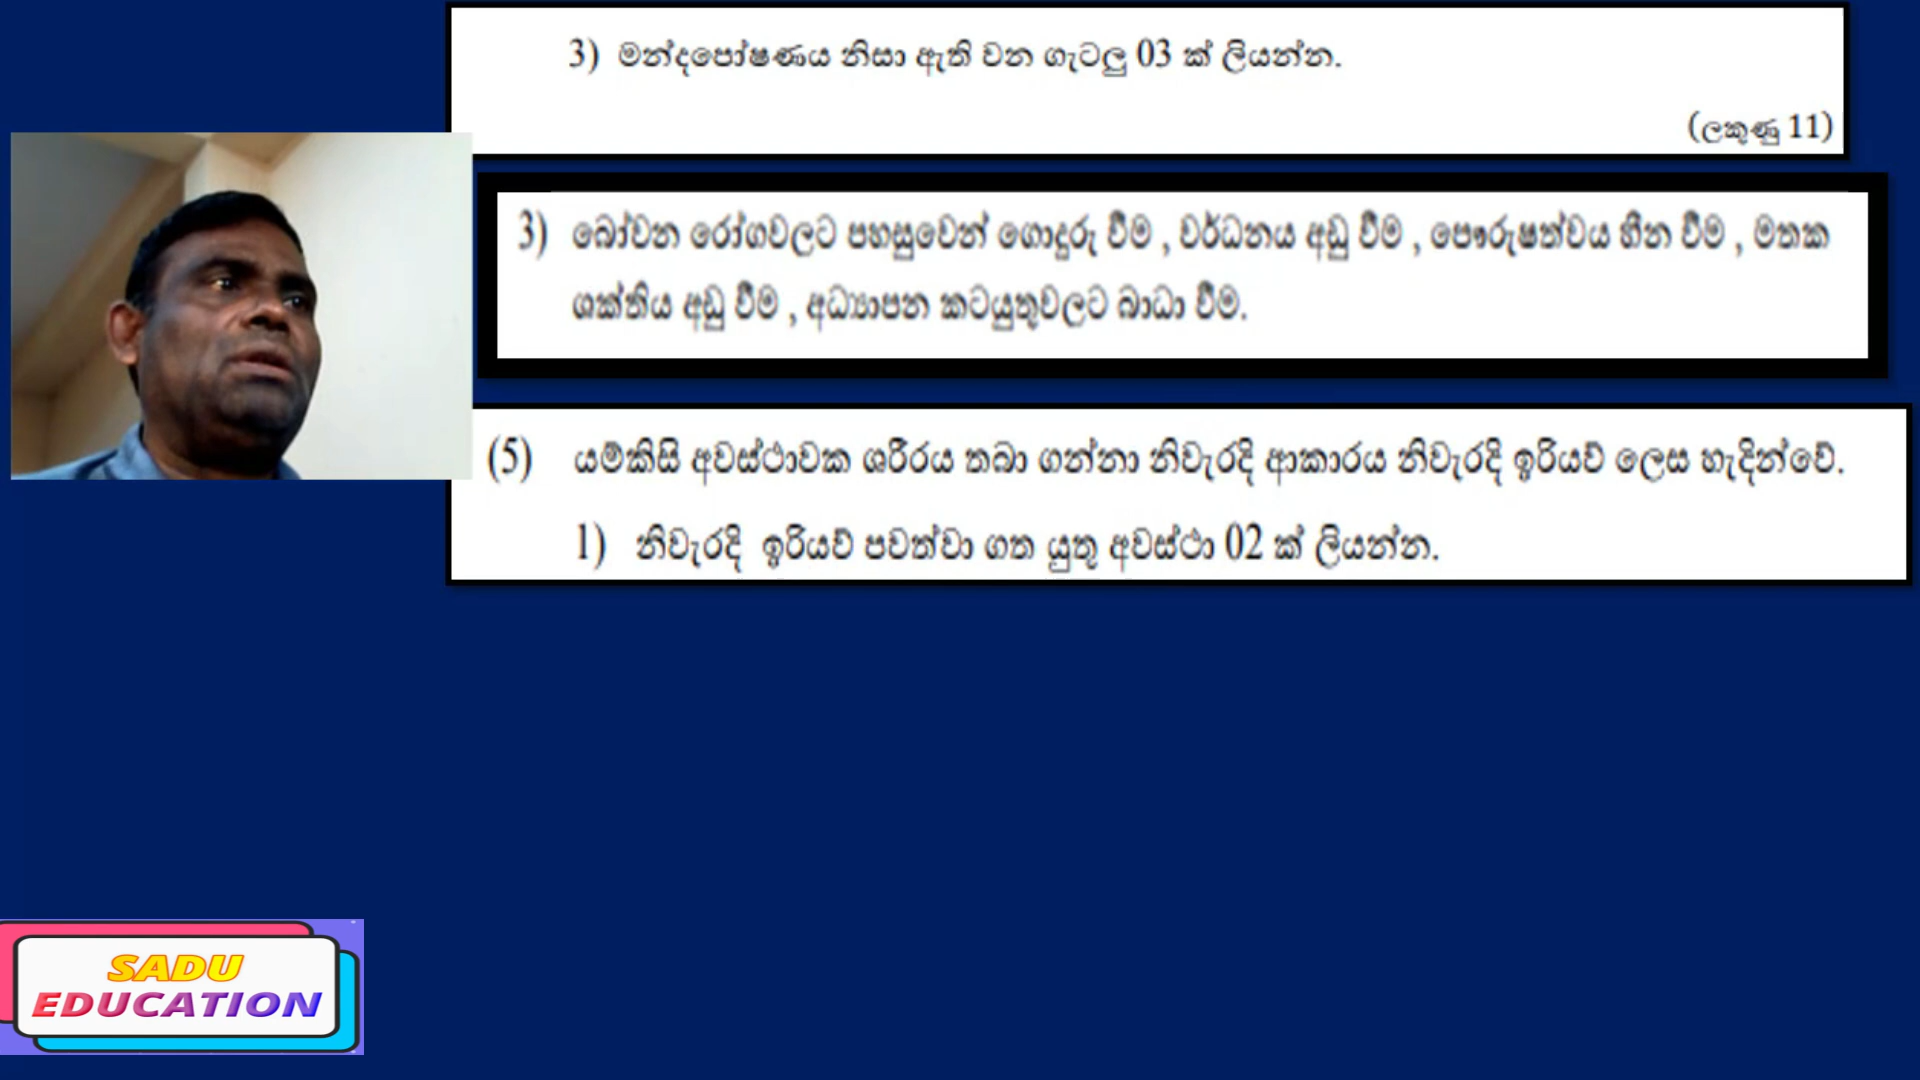 3) මන්දපෝෂණය නිසා ඇති වන ගැටලු 03 ක් ලියන්න.
(ලකුණු 11)
3) බෝවන රෝගවලට පහසුවෙන් ගොදුරු වීම , වර්ධනය අඩු වීම , පෞරුෂත්වය හීන වීම , මතක
ශක්තිය අඩු වීම , අධ්‍යාපන කටයුතුවලට බාධා වීම.
(5) යම්කිසි අවස්ථාවක ශරීරය තබා ගන්නා නිවැරදි ආකාරය නිවැරදි ඉරියව් ලෙස හැදින්වේ.
1) නිවැරදි ඉරියව් පවත්වා ගත යුතු අවස්ථා 02 ක් ලියන්න.
SADU
EDUCATION